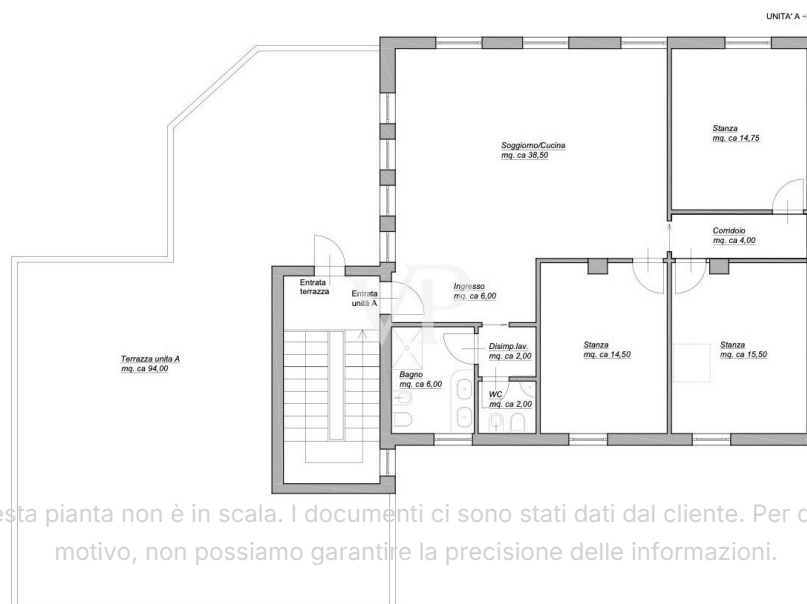 UNITA' A
Stanza
mq. ca 14,75
Soggiorno/Cucina
mq. ca 38,50
Corridoio
mq. ca 4,00
Entrata
terrazza
Entrata
unità A
Ingresso
mq. ca 6,00
VP
Terrazza unita A
mq. ca 94,00
Bagno
mq. ca 6,00
Disimp.lav.
mq. ca 2,00
WC
mq. ca 2,00
Stanza
mq. ca 14,50
Stanza
mq. ca 15,50
esta pianta non è in scala. I documenti ci sono stati dati dal cliente. Per q
motivo, non possiamo garantire la precisione delle informazioni.